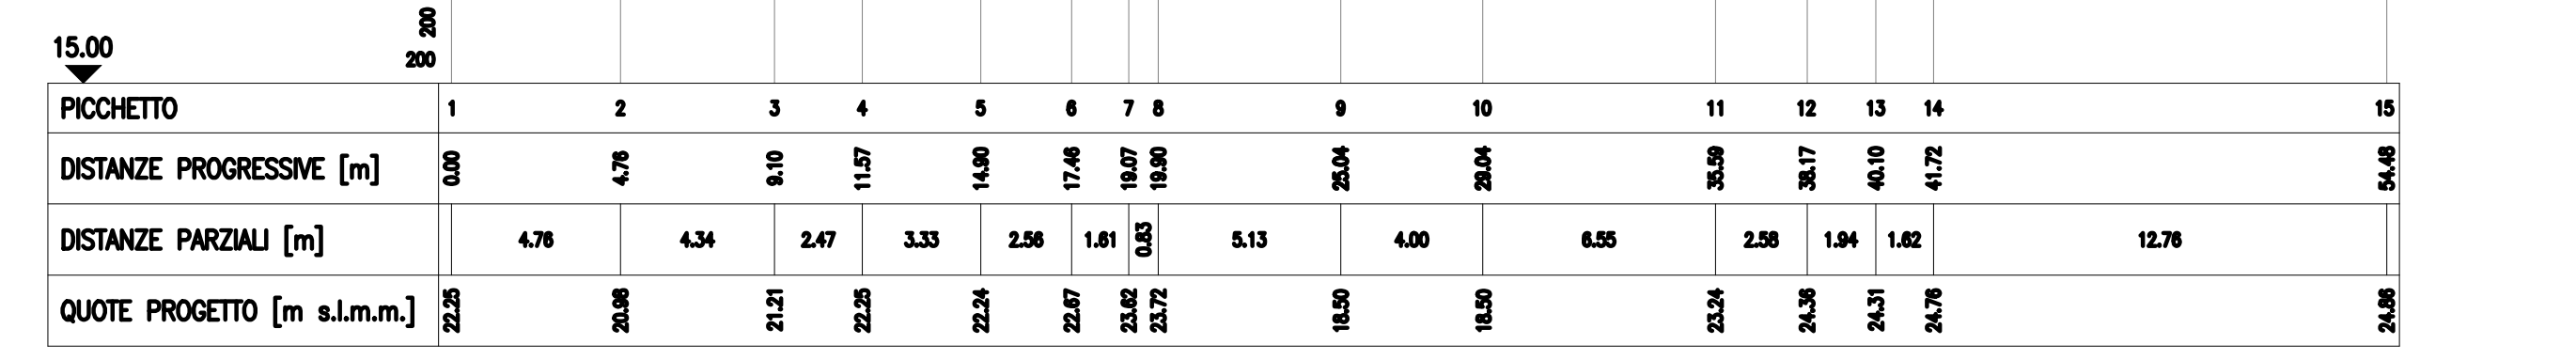 200
15.00
200
PICCHETTO 1 2 3 4 5 6 7 8 9 10 11 12 13 14 15
DISTANZE PROGRESSIVE [m] 0.00 4.76 9.10 11.57 14.90 17.46 19.07 19.90 25.04 29.04 35.59 38.17 40.10 41.72 54.48
DISTANZE PARZIALI [m] 4.76 4.34 2.47 3.33 2.56 1.61 0.83 5.13 4.00 6.55 2.58 1.94 1.62 12.76
QUOTE PROGETTO [m s.l.m.m.] 22.25 20.98 21.21 22.25 22.24 22.67 23.62 23.72 18.50 18.50 23.24 24.36 24.31 24.76 24.86